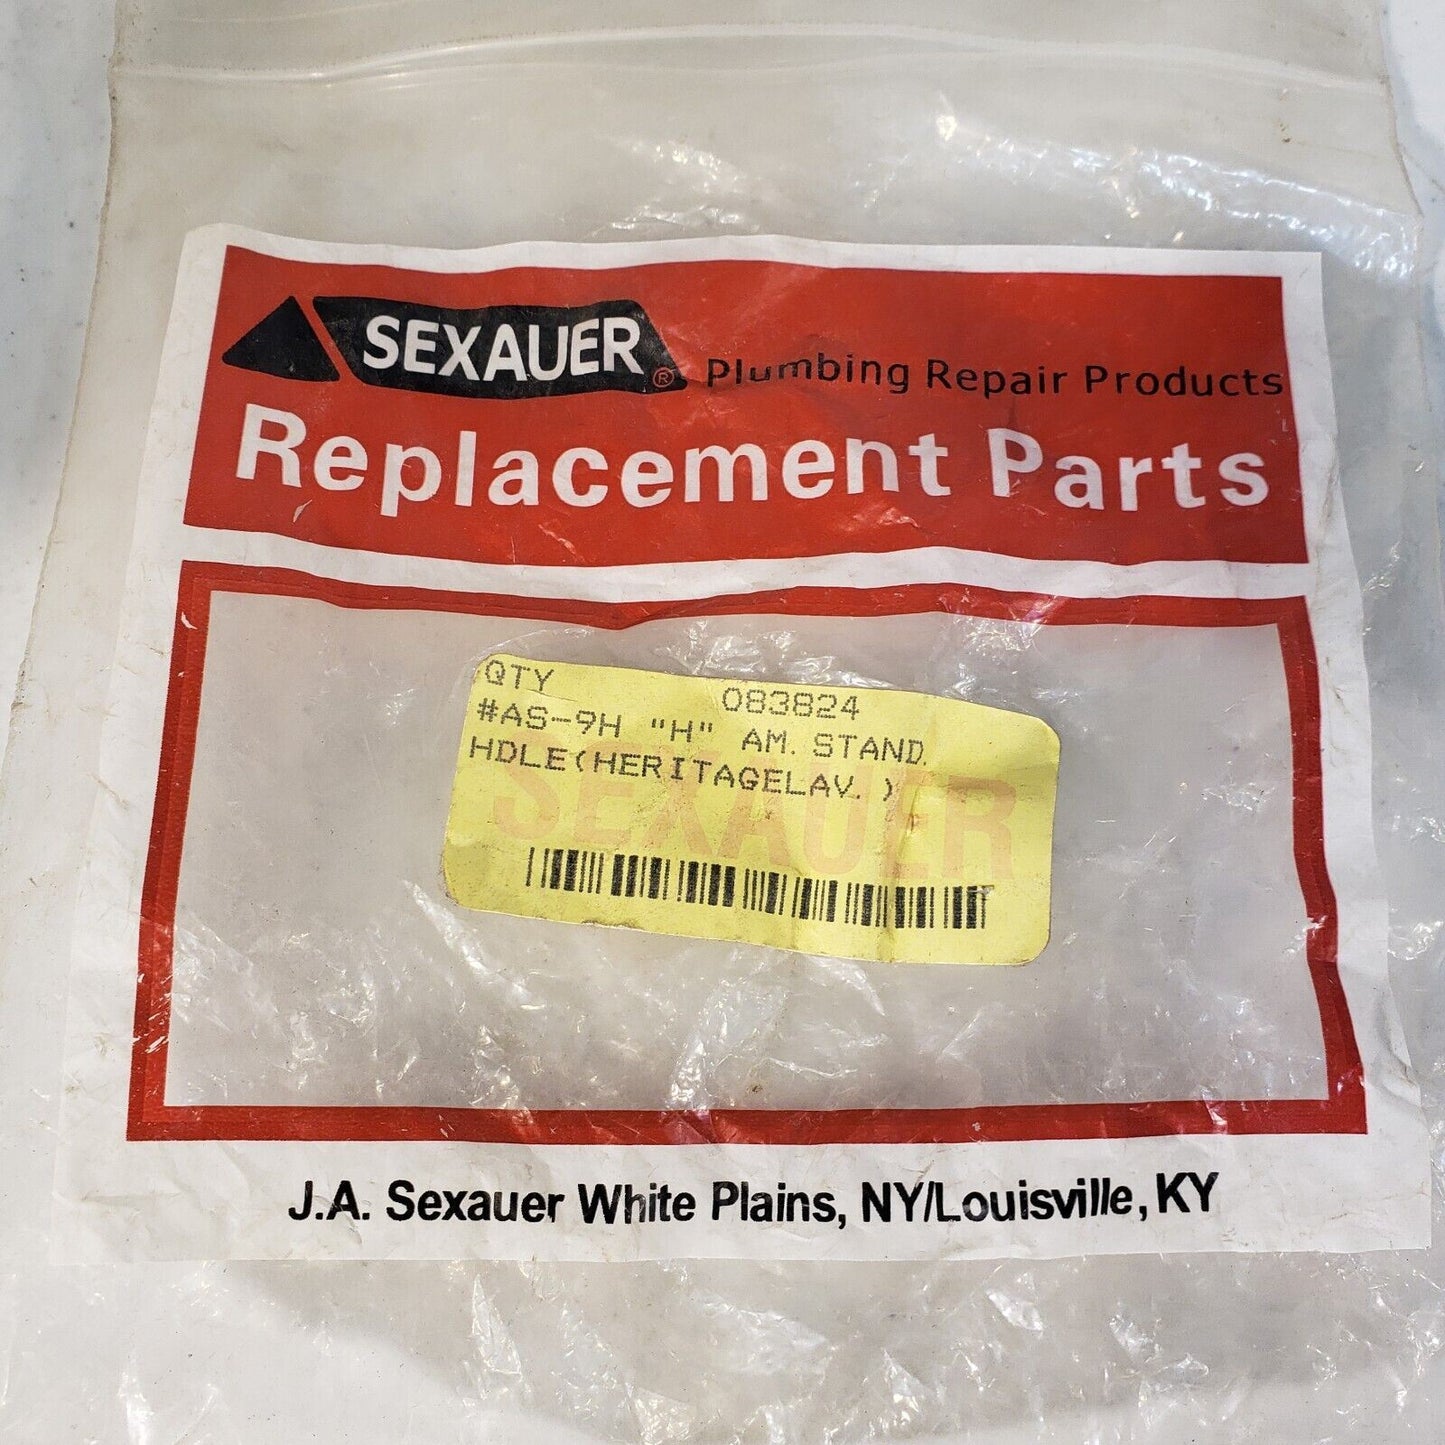 SEXAUER® Plumbing Repair Products
Replacement Parts
QTY 083824
#AS-9H "H" AM. STAND.
HDLE(HERITAGELAV. )
SEXAUER
J.A. Sexauer White Plains, NY/Louisville, KY